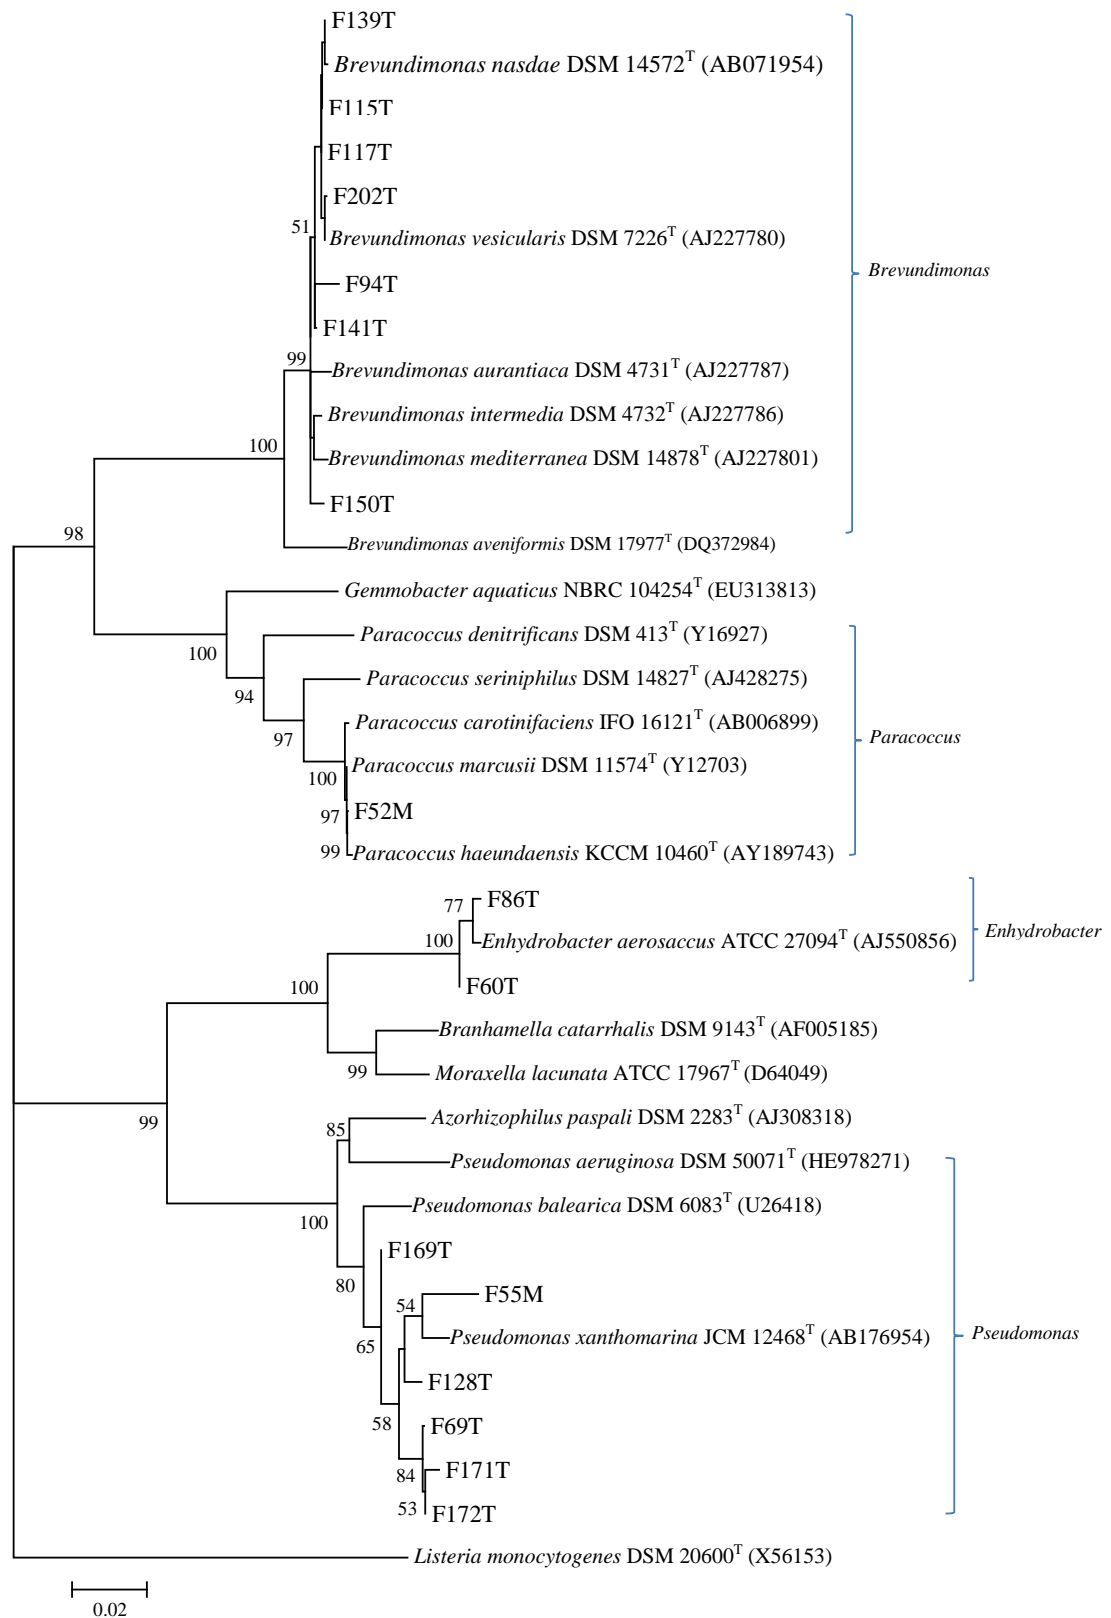 F139T
Brevundimonas nasdae DSM 14572T (AB071954)
F115T
F117T
F202T
51
Brevundimonas vesicularis DSM 7226T (AJ227780)
Brevundimonas
F94T
F141T
99
Brevundimonas aurantiaca DSM 4731T (AJ227787)
Brevundimonas intermedia DSM 4732T (AJ227786)
100
Brevundimonas mediterranea DSM 14878T (AJ227801)
F150T
98
Brevundimonas aveniformis DSM 17977T (DQ372984)
Gemmobacter aquaticus NBRC 104254T (EU313813)
Paracoccus denitrificans DSM 413T (Y16927)
100
Paracoccus seriniphilus DSM 14827T (AJ428275)
94
Paracoccus carotinifaciens IFO 16121T (AB006899)
97
Paracoccus
Paracoccus marcusii DSM 11574T (Y12703)
100
F52M
97
99
Paracoccus haeundaensis KCCM 10460T (AY189743)
77
F86T
100
Enhydrobacter aerosaccus ATCC 27094T (AJ550856)
Enhydrobacter
F60T
100
Branhamella catarrhalis DSM 9143T (AF005185)
99
Moraxella lacunata ATCC 17967T (D64049)
99
Azorhizophilus paspali DSM 2283T (AJ308318)
85
Pseudomonas aeruginosa DSM 50071T (HE978271)
Pseudomonas balearica DSM 6083T (U26418)
100
F169T
80
F55M
54
Pseudomonas xanthomarina JCM 12468T (AB176954)
Pseudomonas
65
F128T
58
F69T
84
F171T
53
F172T
Listeria monocytogenes DSM 20600T (X56153)
0.02